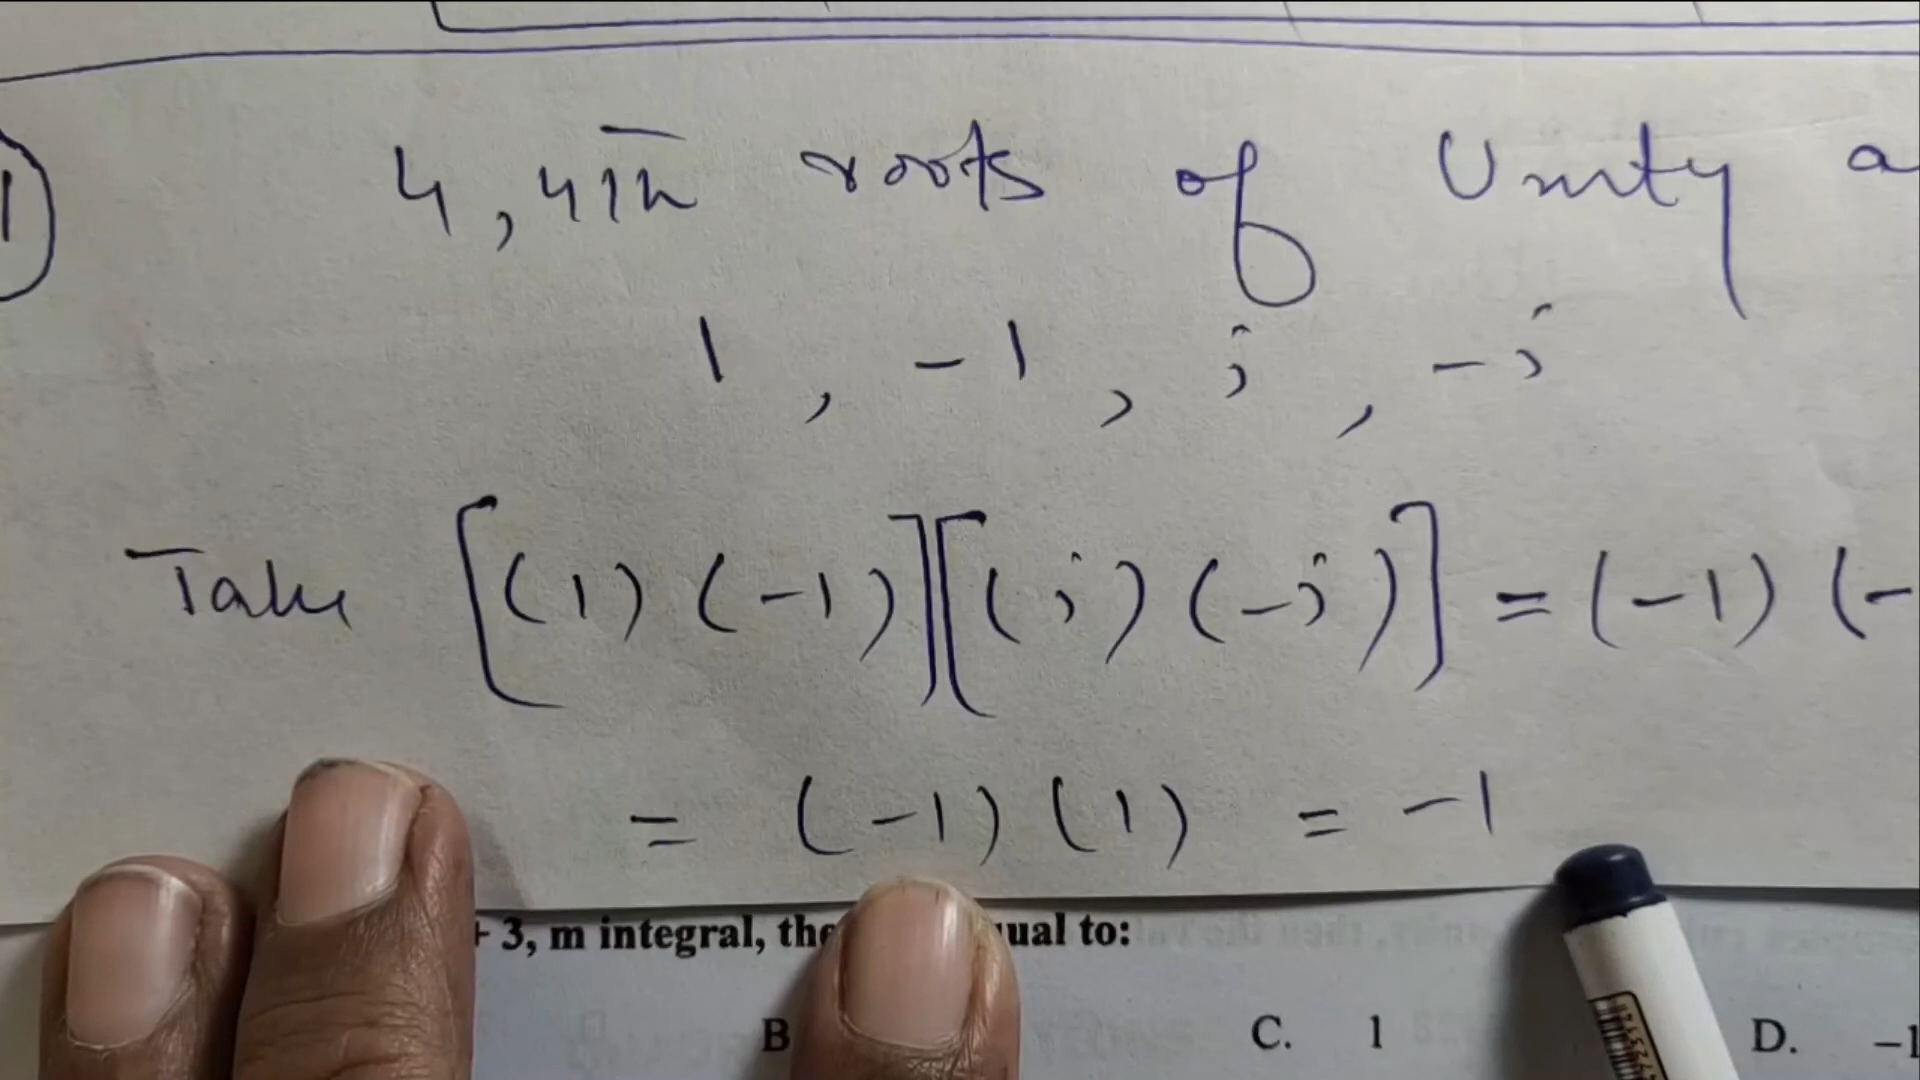 1
4, 4th roots of Unity a
1, -1, j, -j
Take [(1)(-1)][(j)(-j)] = (-1)(-
= (-1)(1) = -1
+ 3, m integral, the ual to:
B C. 1 D. -1